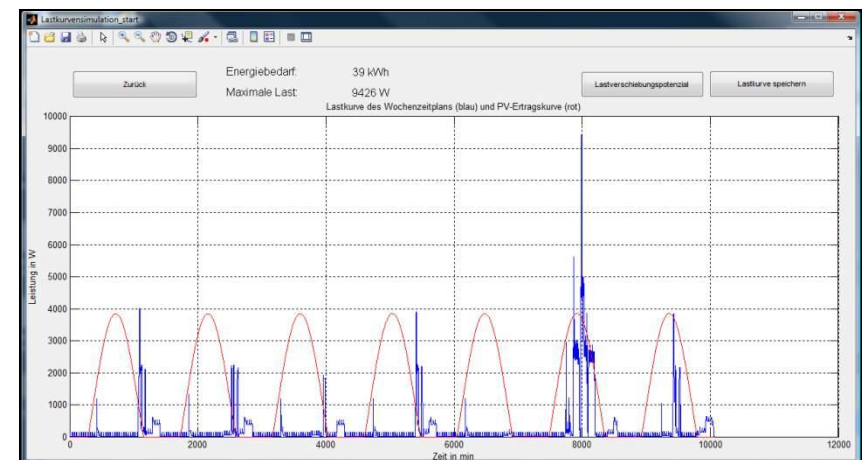 Lastkurvensimulation_start
Zurück
Energiebedarf: 39 kWh
Maximale Last: 9426 W
Lastverschiebungspotenzial
Lastkurve speichern
Lastkurve des Wochenzeitplans (blau) und PV-Ertragskurve (rot)
Leistung in W
10000
9000
8000
7000
6000
5000
4000
3000
2000
1000
0
0 2000 4000 6000 8000 10000 12000
Zeit in min